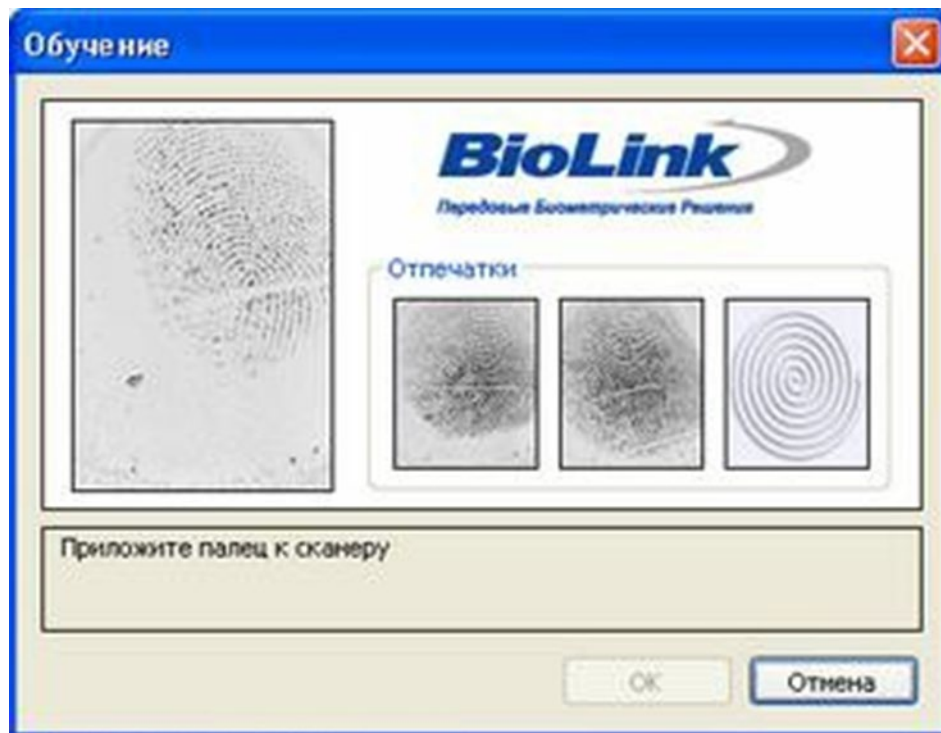 Обучение
BioLink
Передовые Биометрические Решения
Отпечатки
Приложите палец к сканеру
OK
Отмена